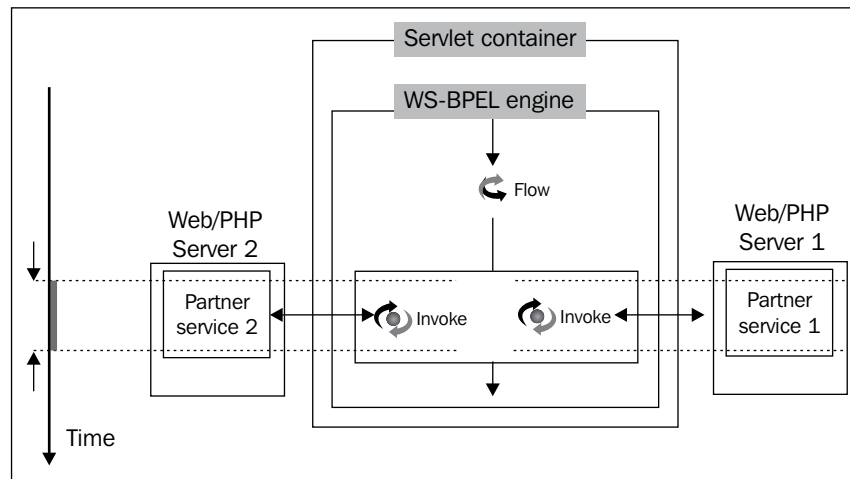 Servlet container
WS-BPEL engine
Flow
Web/PHP
Server 2
Web/PHP
Server 1
Partner
service 2
Invoke
Invoke
Partner
service 1
Time